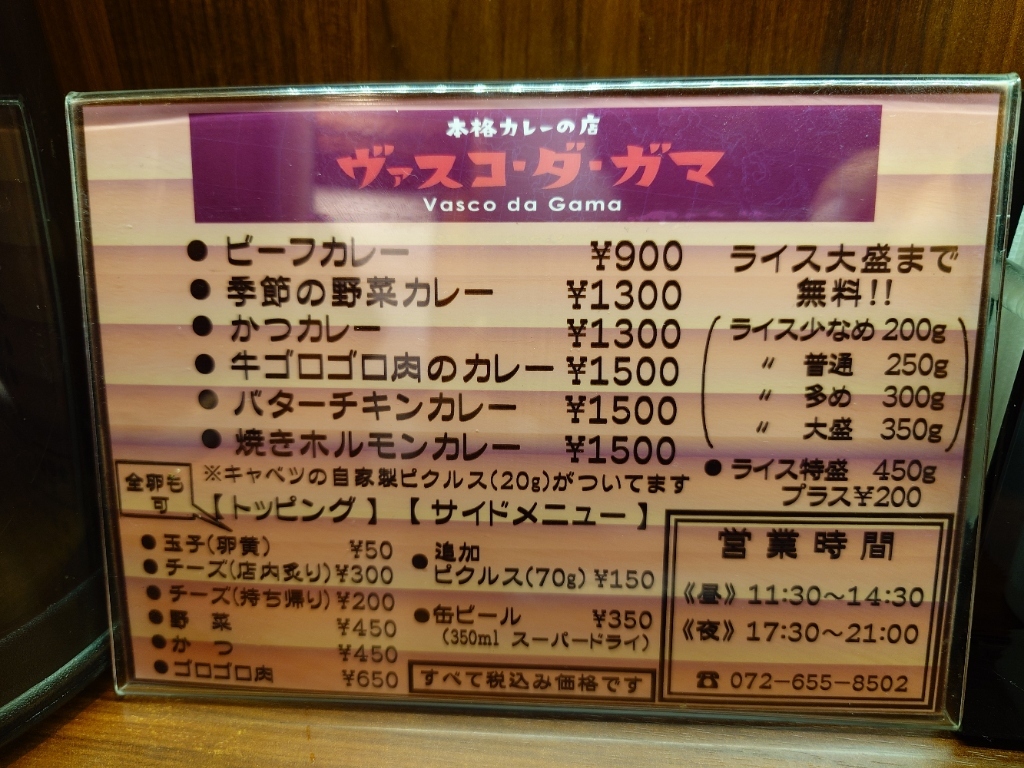 本格カレーの店
ヴァスコ・ダ・ガマ
Vasco da Gama
● ビーフカレー ¥900
● 季節の野菜カレー ¥1300
● かつカレー ¥1300
● 牛ゴロゴロ肉のカレー ¥1500
● バターチキンカレー ¥1500
● 焼きホルモンカレー ¥1500
※キャベツの自家製ピクルス(20g)がついてます
ライス大盛まで
無料!!
ライス少なめ 200g
〃 普通 250g
〃 多め 300g
〃 大盛 350g
● ライス特盛 450g
プラス¥200
全卵も
可
【トッピング】
● 玉子(卵黄) ¥50
● チーズ(店内炙り) ¥300
● チーズ(持ち帰り) ¥200
● 野菜 ¥450
● かつ ¥450
● ゴロゴロ肉 ¥650
【サイドメニュー】
● 追加
ピクルス(70g) ¥150
● 缶ビール ¥350
(350ml スーパードライ)
すべて税込み価格です
営業時間
《昼》11:30〜14:30
《夜》17:30〜21:00
☎ 072-655-8502